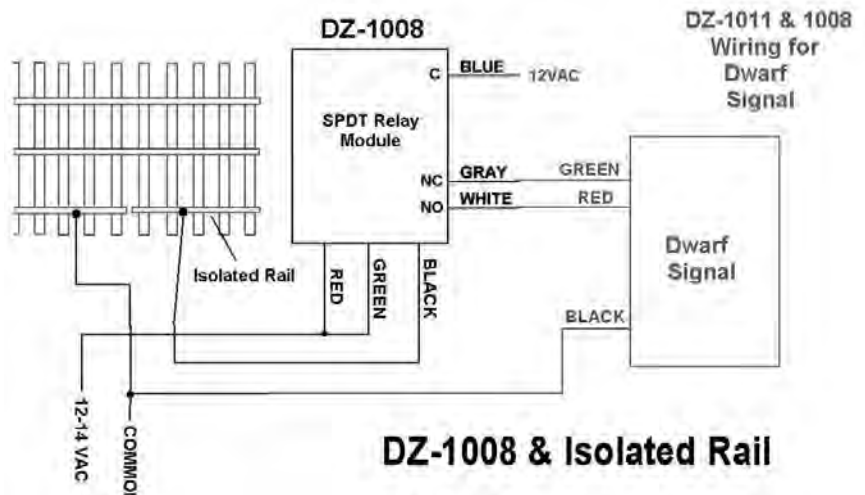 DZ-1008
DZ-1011 & 1008
Wiring for
Dwarf
Signal
C
BLUE
12VAC
SPDT Relay
Module
NC
GRAY
GREEN
NO
WHITE
RED
Dwarf
Signal
Isolated Rail
RED
GREEN
BLACK
BLACK
12-14 VAC
COMMON
DZ-1008 & Isolated Rail